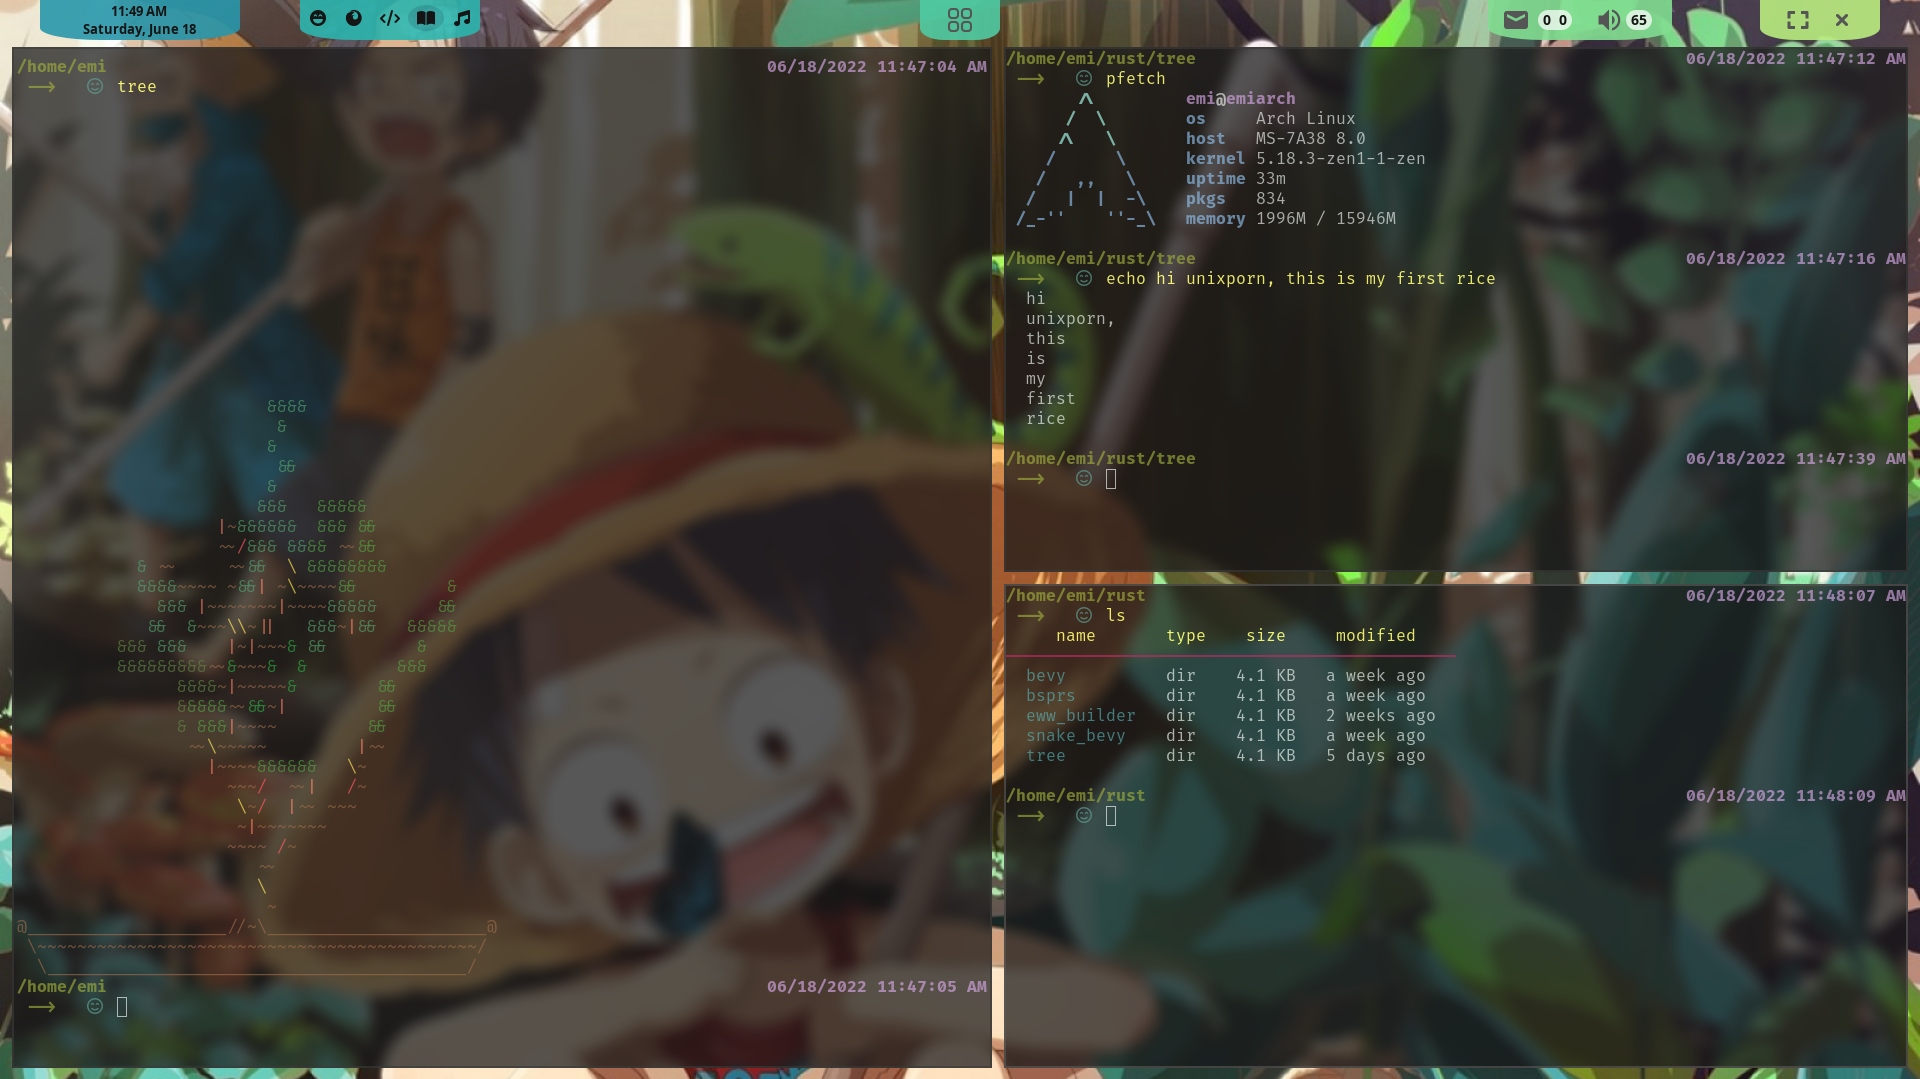 11:49 AM
Saturday, June 18
</>
0 0
65
/home/emi 06/18/2022 11:47:04 AM
tree
&&&&
&
&
&&
&
&&& &&&&&
|~&&&&&& &&& &&
~~/&&& &&&& ~~&&
& ~~ ~~&& \ &&&&&&&&
&&&&~~~~ ~&&| ~\~~~~&& &
&&& |~~~~~~~|~~~~&&&&& &&
&& &~~~\\~|| &&&~|&& &&&&&
&&& &&& |~|~~~& && &
&&&&&&&&&~~&~~~& & &&&
&&&&~|~~~~~& &&
&&&&&~~&&~| &&
& &&&|~~~~ &&
~~\~~~~~ |~~
|~~~~&&&&&& \~
~~~/ ~~| /~
\~/ |~~ ~~~
~|~~~~~~~
~~~~ /~
~~
\
~
@____________________//~\______________________@
\~~~~~~~~~~~~~~~~~~~~~~~~~~~~~~~~~~~~~~~~~~~~/
\__________________________________________/
/home/emi 06/18/2022 11:47:05 AM
/home/emi/rust/tree 06/18/2022 11:47:12 AM
pfetch
emi@emiarch
os Arch Linux
host MS-7A38 8.0
kernel 5.18.3-zen1-1-zen
uptime 33m
pkgs 834
memory 1996M / 15946M
/home/emi/rust/tree 06/18/2022 11:47:16 AM
echo hi unixporn, this is my first rice
hi
unixporn,
this
is
my
first
rice
/home/emi/rust/tree 06/18/2022 11:47:39 AM
/home/emi/rust 06/18/2022 11:48:07 AM
ls
name type size modified
bevy dir 4.1 KB a week ago
bsprs dir 4.1 KB a week ago
eww_builder dir 4.1 KB 2 weeks ago
snake_bevy dir 4.1 KB a week ago
tree dir 4.1 KB 5 days ago
/home/emi/rust 06/18/2022 11:48:09 AM